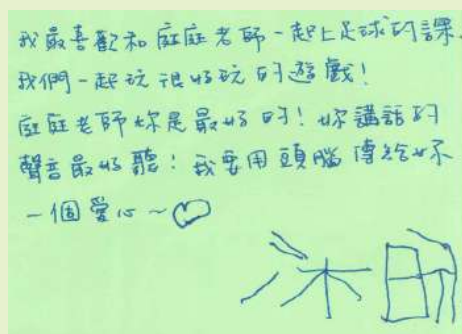 我最喜歡和庭庭老師一起上足球的課.
我們一起玩很好玩的遊戲!
庭庭老師妳是最好的!妳講話的
聲音最好聽!我要用頭腦傳給妳
一個愛心~
沐明